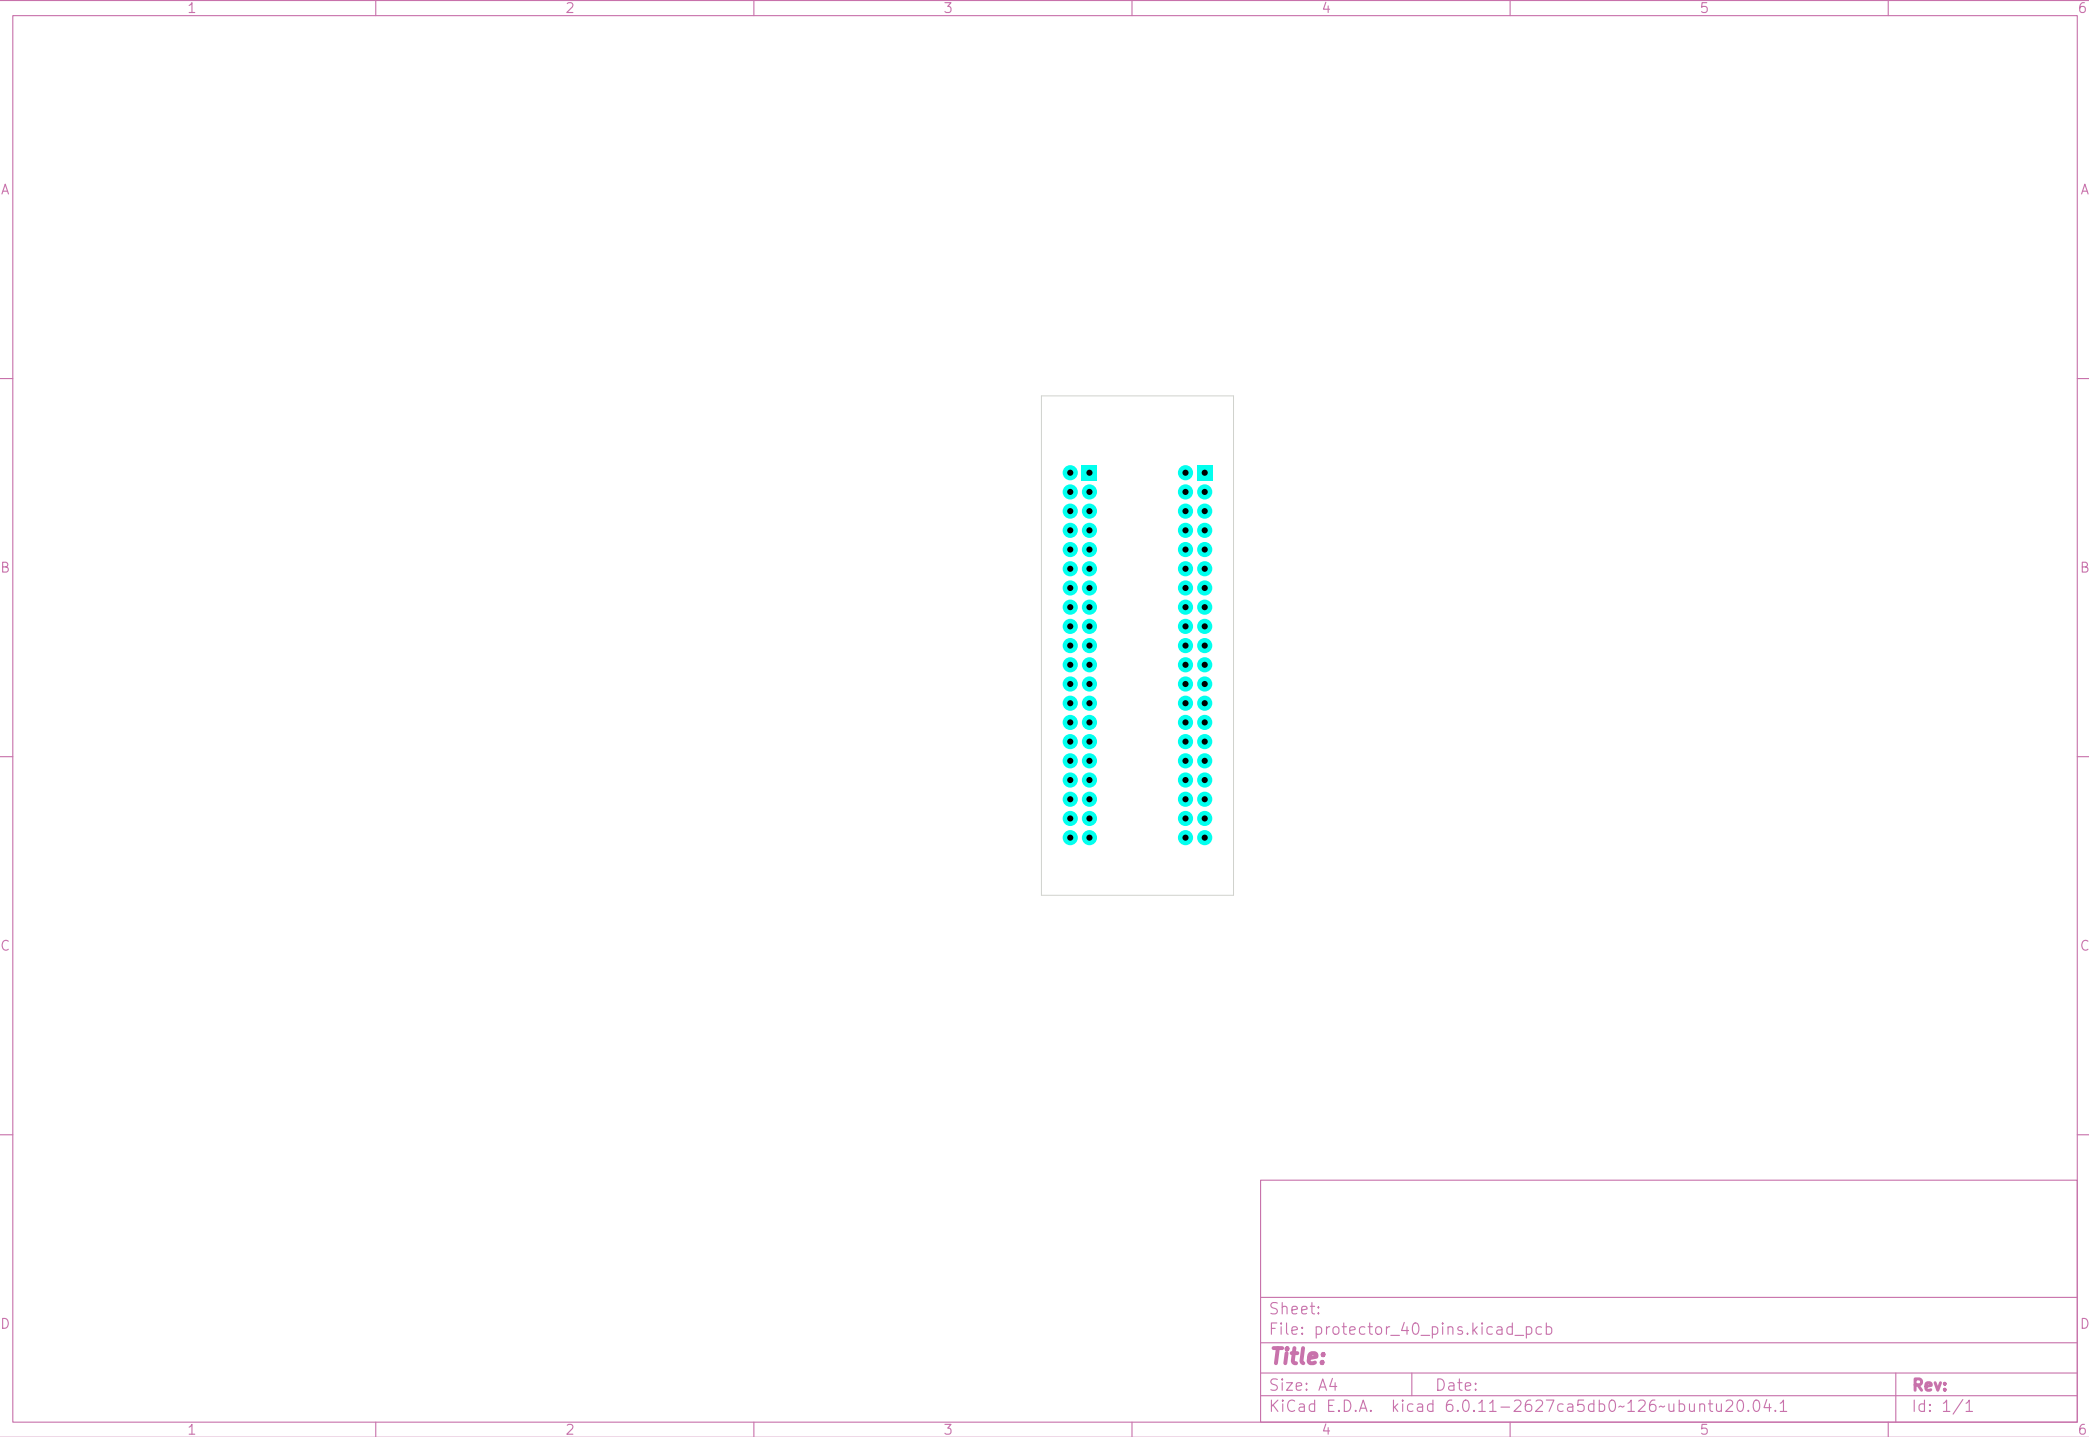 1 2 3 4 5 6
A A
B B
C C
Sheet:
D File: protector_40_pins.kicad_pcb D
Title:
Size: A4 Date: Rev:
KiCad E.D.A. kicad 6.0.11-2627ca5db0~126~ubuntu20.04.1 Id: 1/1
1 2 3 4 5 6